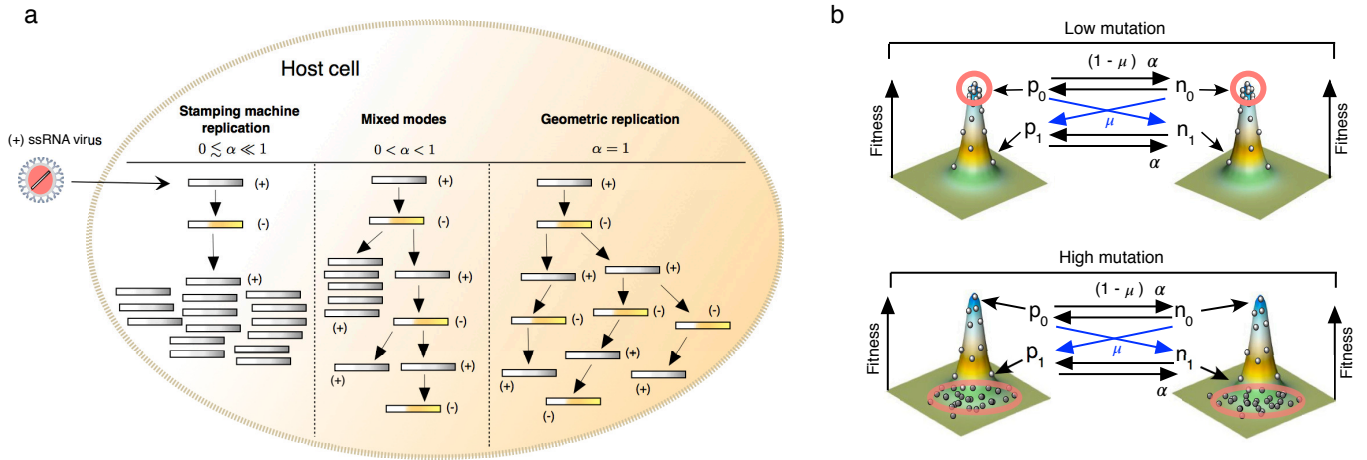 a
Host cell
(+) ssRNA virus
Stamping machine
replication
0 ≲ α ≪ 1
Mixed modes
0 < α < 1
Geometric replication
α = 1
(+)
(-)
(+)
(+)
(-)
(+)
(+)
(-)
(+)
(+)
(-)
(+)
(-)
(+)
(+)
(-)
(-)
(-)
(+)
(+)
(+)
(-)
b
Low mutation
Fitness
(1 - μ) α
p0
n0
μ
p1
n1
α
Fitness
High mutation
Fitness
(1 - μ) α
p0
n0
μ
p1
n1
α
Fitness